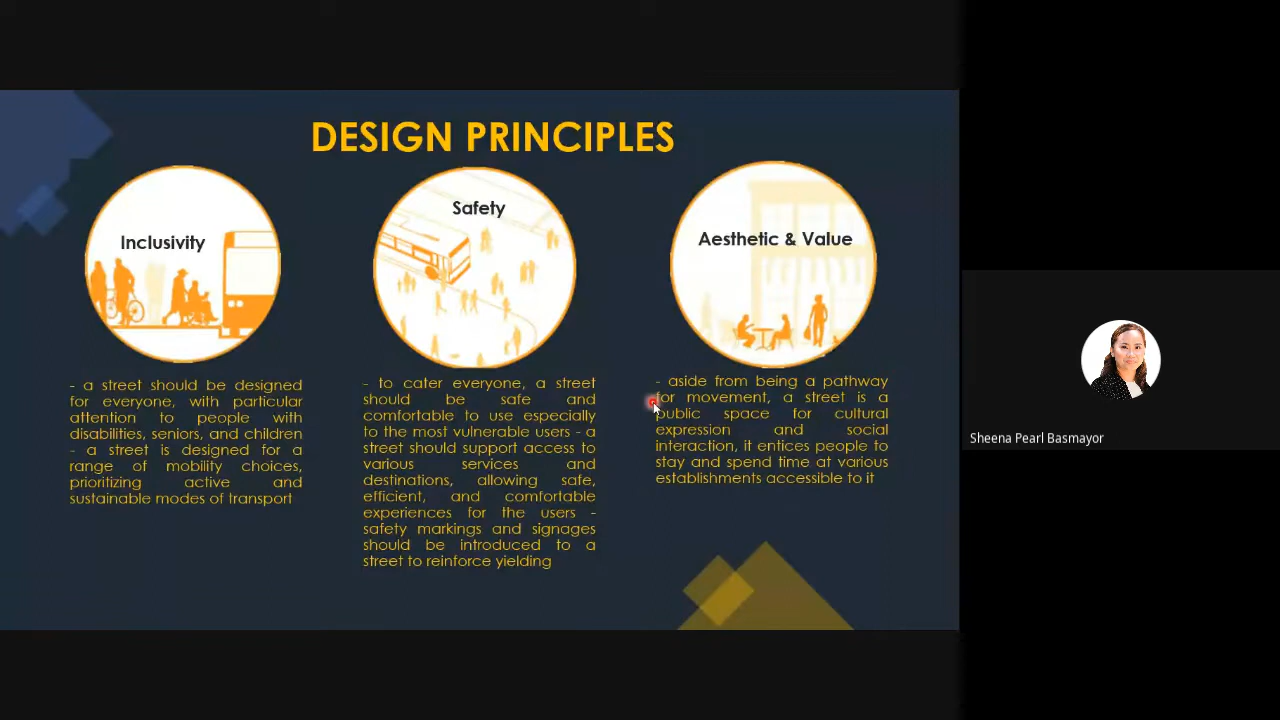 DESIGN PRINCIPLES
Inclusivity
- a street should be designed
for everyone, with particular
attention to people with
disabilities, seniors, and children
- a street is designed for a
range of mobility choices,
prioritizing active and
sustainable modes of transport
Safety
- to cater everyone, a street
should be safe and
comfortable to use especially
to the most vulnerable users - a
street should support access to
various services and
destinations, allowing safe,
efficient, and comfortable
experiences for the users -
safety markings and signages
should be introduced to a
street to reinforce yielding
Aesthetic & Value
- aside from being a pathway
for movement, a street is a
public space for cultural
expression and social
interaction, it entices people to
stay and spend time at various
establishments accessible to it
Sheena Pearl Basmayor